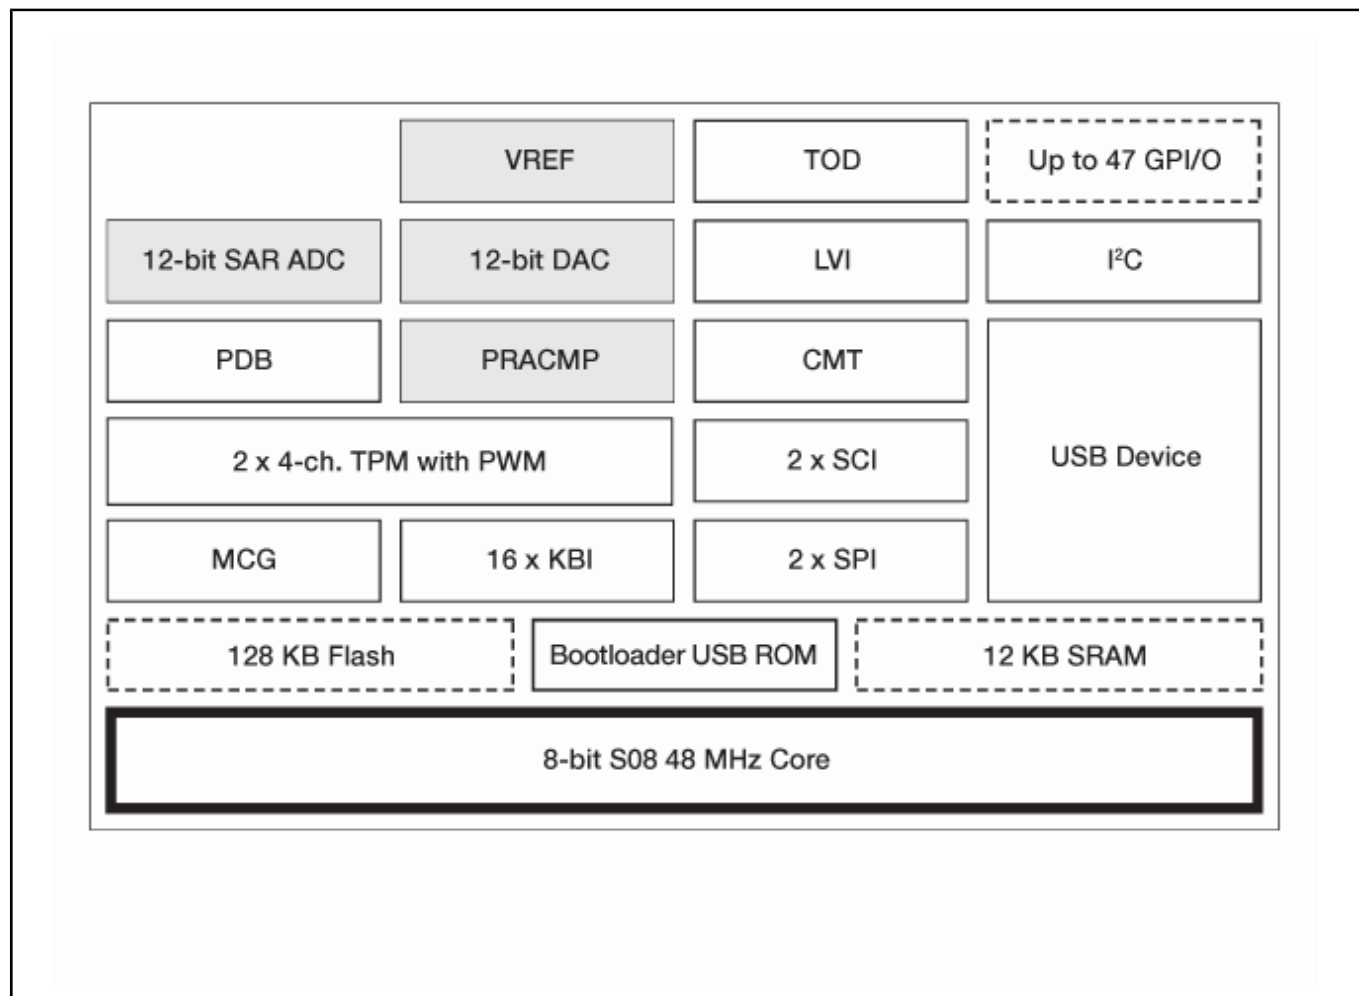 VREF
TOD
Up to 47 GPI/O
12-bit SAR ADC
12-bit DAC
LVI
I²C
PDB
PRACMP
CMT
USB Device
2 x 4-ch. TPM with PWM
2 x SCI
MCG
16 x KBI
2 x SPI
128 KB Flash
Bootloader USB ROM
12 KB SRAM
8-bit S08 48 MHz Core